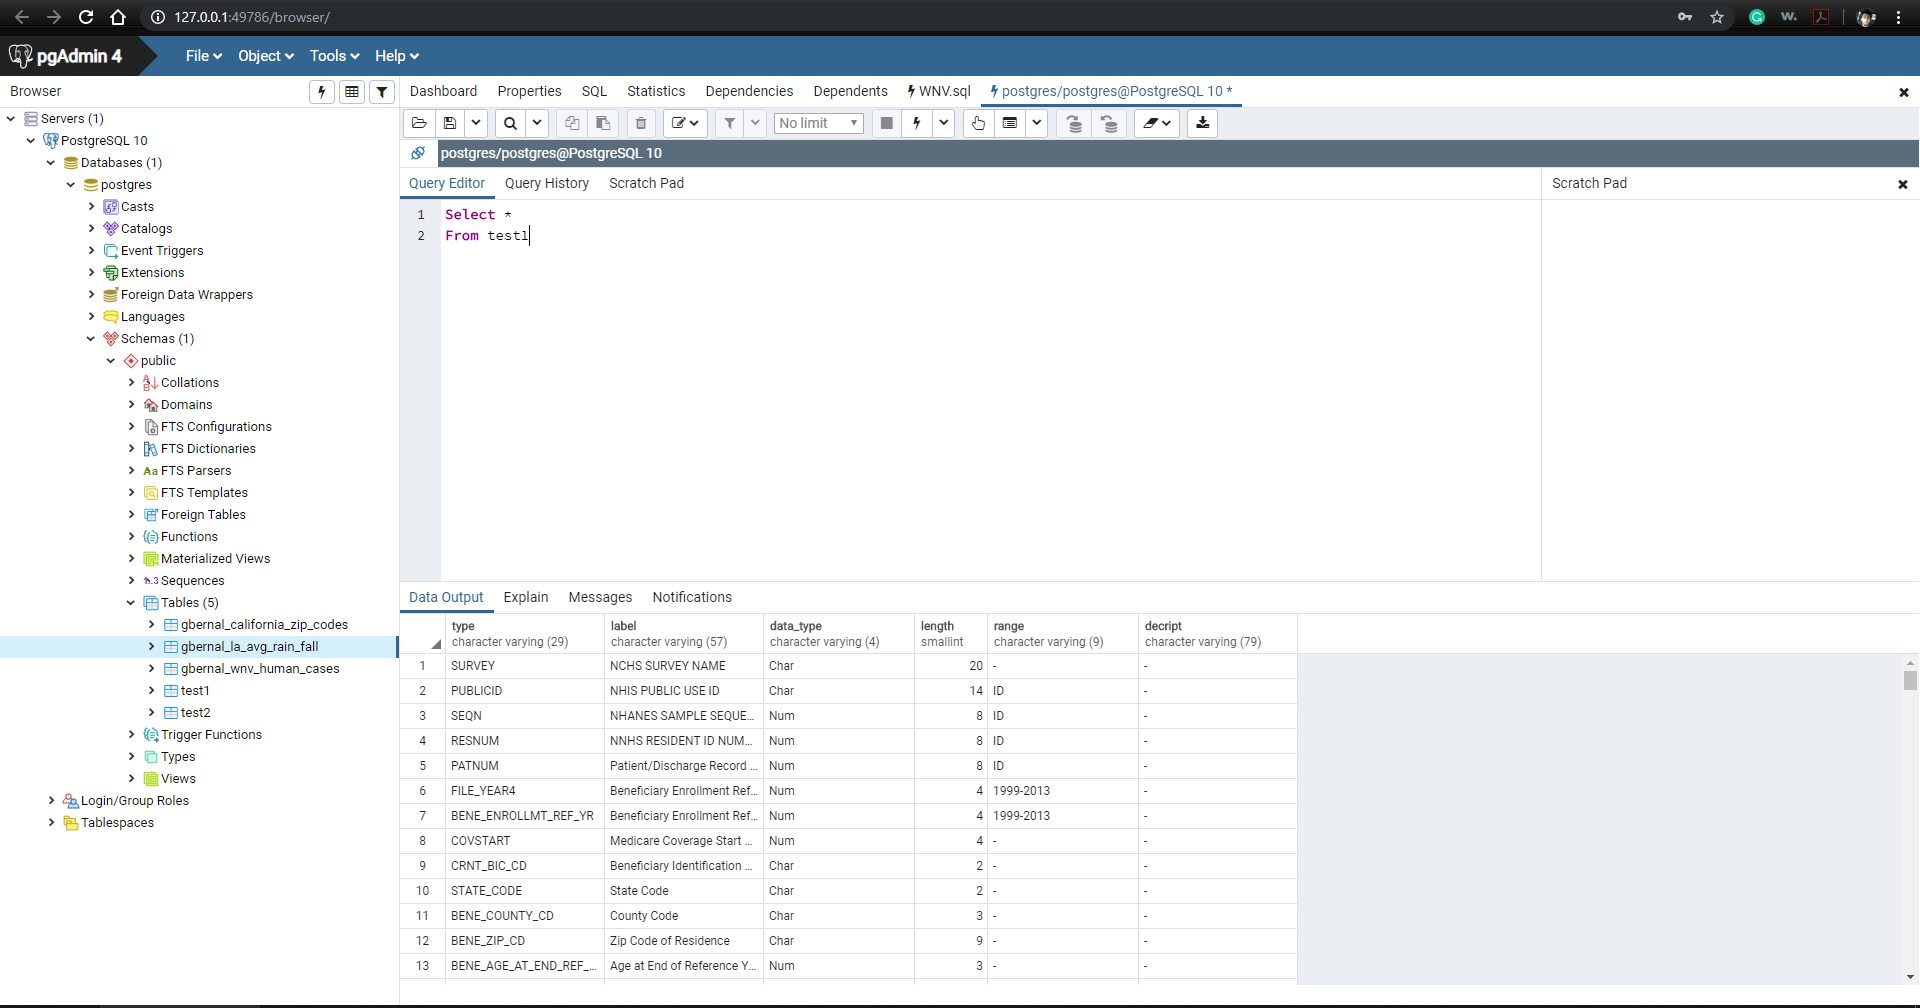 127.0.0.1:49786/browser/
pgAdmin 4
File
Object
Tools
Help
Browser
Dashboard
Properties
SQL
Statistics
Dependencies
Dependents
WNV.sql
postgres/postgres@PostgreSQL 10 *
No limit
postgres/postgres@PostgreSQL 10
Servers (1)
PostgreSQL 10
Databases (1)
postgres
Casts
Catalogs
Event Triggers
Extensions
Foreign Data Wrappers
Languages
Schemas (1)
public
Collations
Domains
FTS Configurations
FTS Dictionaries
Aa FTS Parsers
FTS Templates
Foreign Tables
Functions
Materialized Views
Sequences
Tables (5)
gbernal_california_zip_codes
gbernal_la_avg_rain_fall
gbernal_wnv_human_cases
test1
test2
Trigger Functions
Types
Views
Login/Group Roles
Tablespaces
Query Editor
Query History
Scratch Pad
Scratch Pad
1 Select *
2 From test1
Data Output
Explain
Messages
Notifications
type label data_type length range decript
character varying (29) character varying (57) character varying (4) smallint character varying (9) character varying (79)
1 SURVEY NCHS SURVEY NAME Char 20 - -
2 PUBLICID NHIS PUBLIC USE ID Char 14 ID -
3 SEQN NHANES SAMPLE SEQUE... Num 8 ID -
4 RESNUM NNHS RESIDENT ID NUM... Num 8 ID -
5 PATNUM Patient/Discharge Record ... Num 8 ID -
6 FILE_YEAR4 Beneficiary Enrollment Ref... Num 4 1999-2013 -
7 BENE_ENROLLMT_REF_YR Beneficiary Enrollment Ref... Num 4 1999-2013 -
8 COVSTART Medicare Coverage Start ... Num 4 - -
9 CRNT_BIC_CD Beneficiary Identification ... Char 2 - -
10 STATE_CODE State Code Char 2 - -
11 BENE_COUNTY_CD County Code Char 3 - -
12 BENE_ZIP_CD Zip Code of Residence Char 9 - -
13 BENE_AGE_AT_END_REF_... Age at End of Reference Y... Num 3 - -